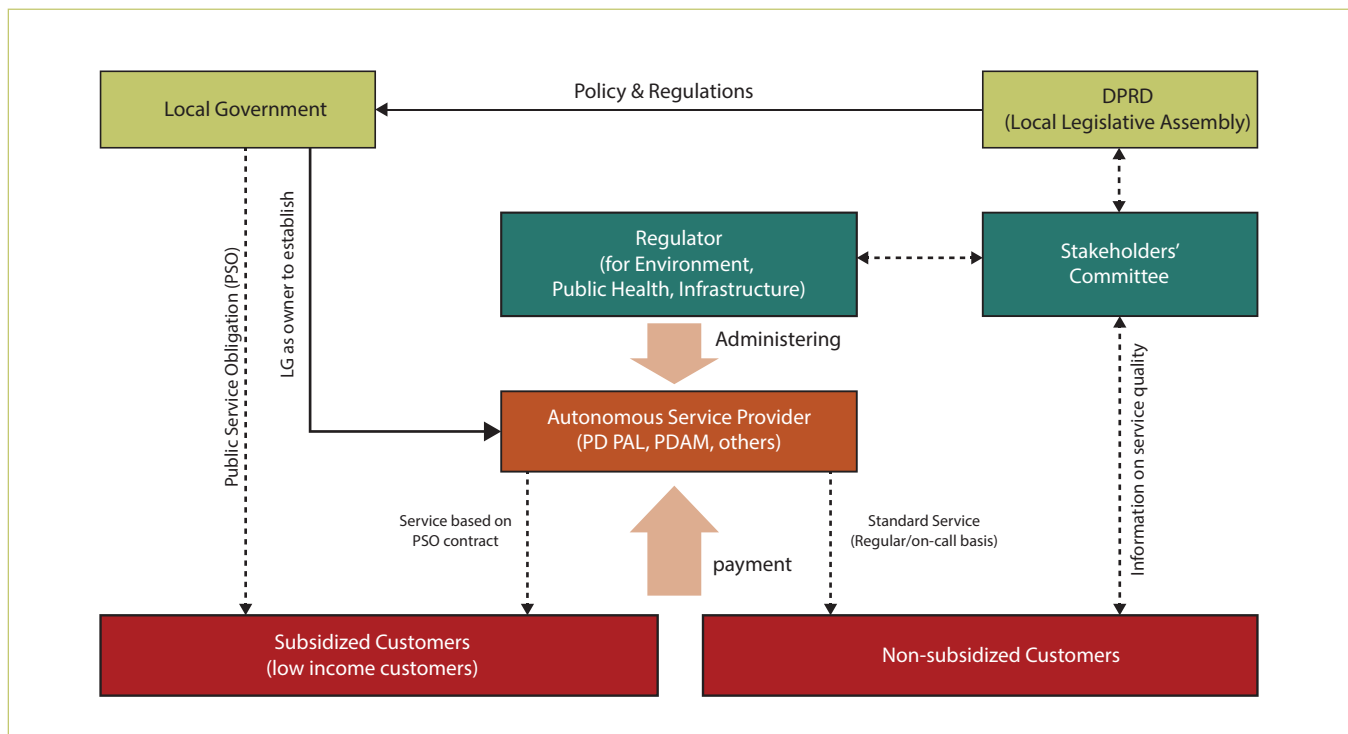 Local Government
Policy & Regulations
DPRD
(Local Legislative Assembly)
Public Service Obligation (PSO)
LG as owner to establish
Regulator
(for Environment,
Public Health, Infrastructure)
Stakeholders’
Committee
Administering
Autonomous Service Provider
(PD PAL, PDAM, others)
Information on service quality
Service based on
PSO contract
payment
Standard Service
(Regular/on-call basis)
Subsidized Customers
(low income customers)
Non-subsidized Customers